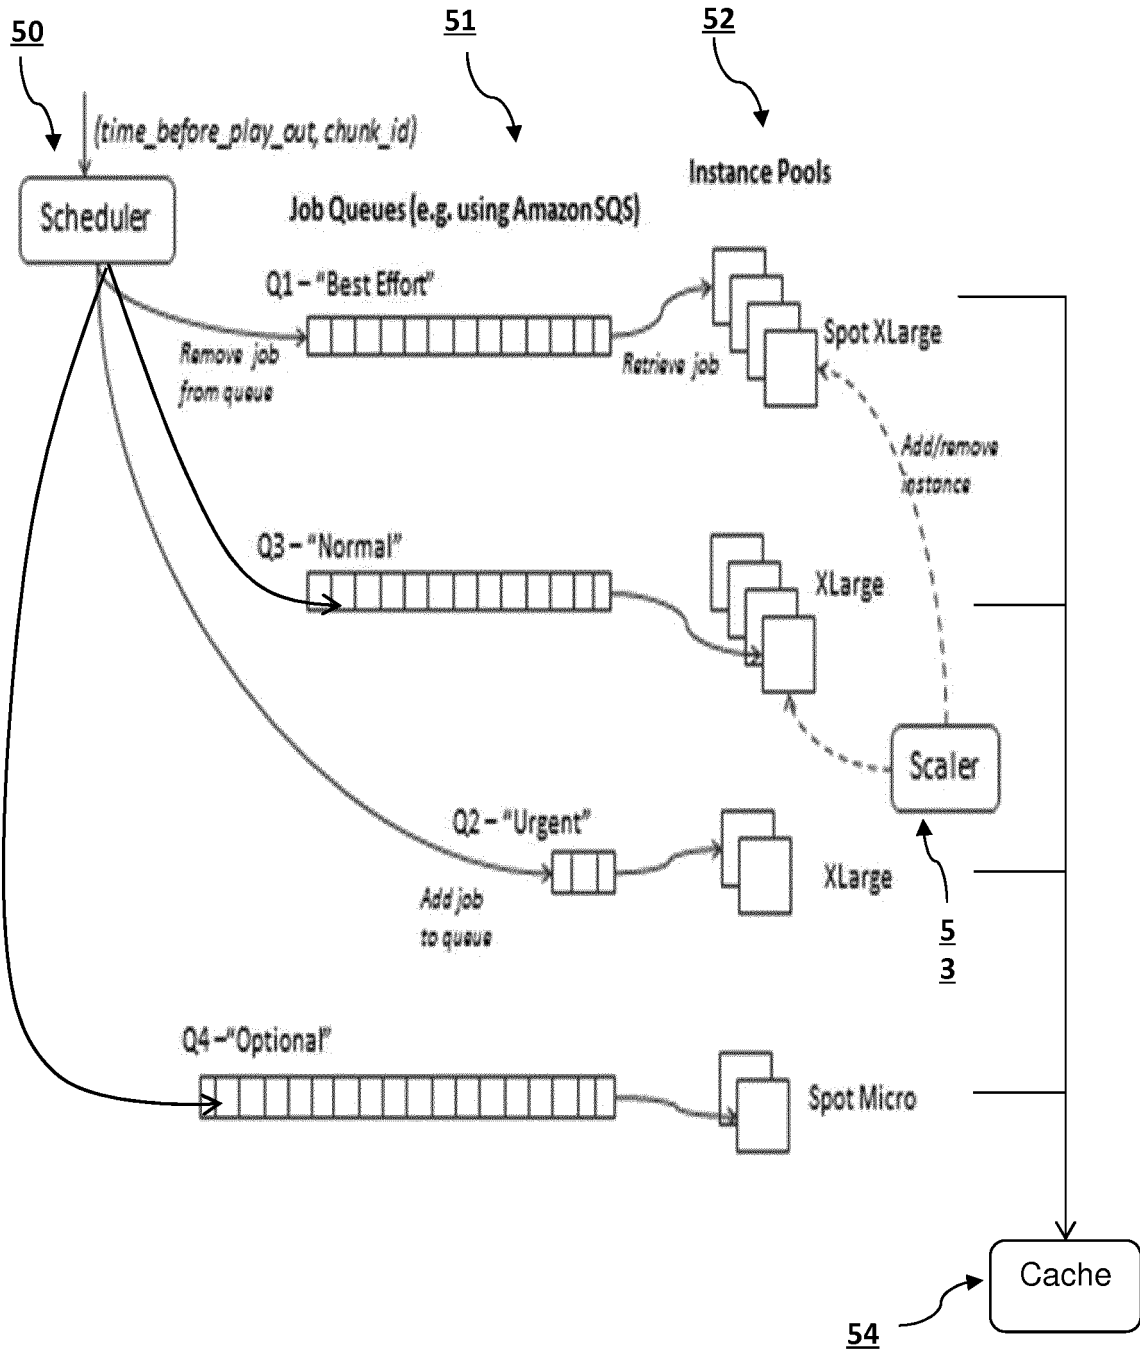 50
51
52
(time_before_play_out, chunk_id)
Scheduler
Instance Pools
Job Queues (e.g. using Amazon SQS)
Q1 – "Best Effort"
Remove job
from queue
Retrieve job
Spot XLarge
Add/remove
instance
Q3 – "Normal"
XLarge
Scaler
Q2 – "Urgent"
Add job
to queue
XLarge
5
3
Q4 –"Optional"
Spot Micro
Cache
54